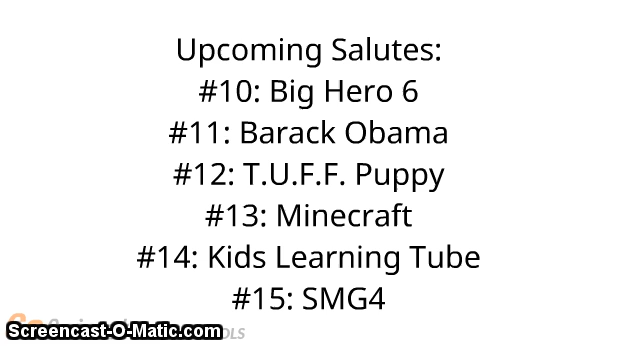 Upcoming Salutes:
#10: Big Hero 6
#11: Barack Obama
#12: T.U.F.F. Puppy
#13: Minecraft
#14: Kids Learning Tube
#15: SMG4
Screencast-O-Matic.com